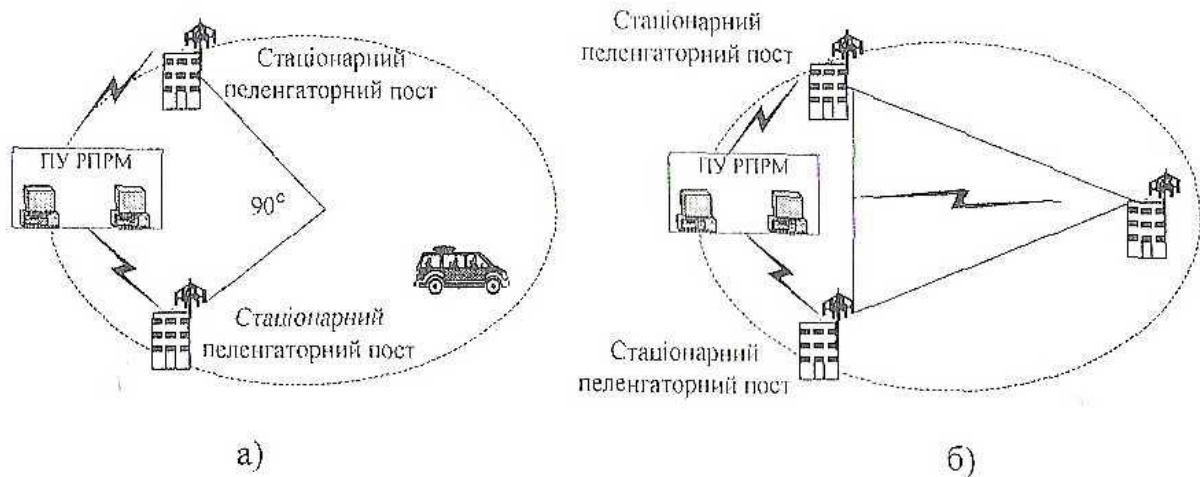 Стаціонарний
пеленгаторний пост
ПУ РПРМ
90°
Стаціонарний
пеленгаторний пост
а)
Стаціонарний
пеленгаторний пост
ПУ РПРМ
Стаціонарний
пеленгаторний пост
б)